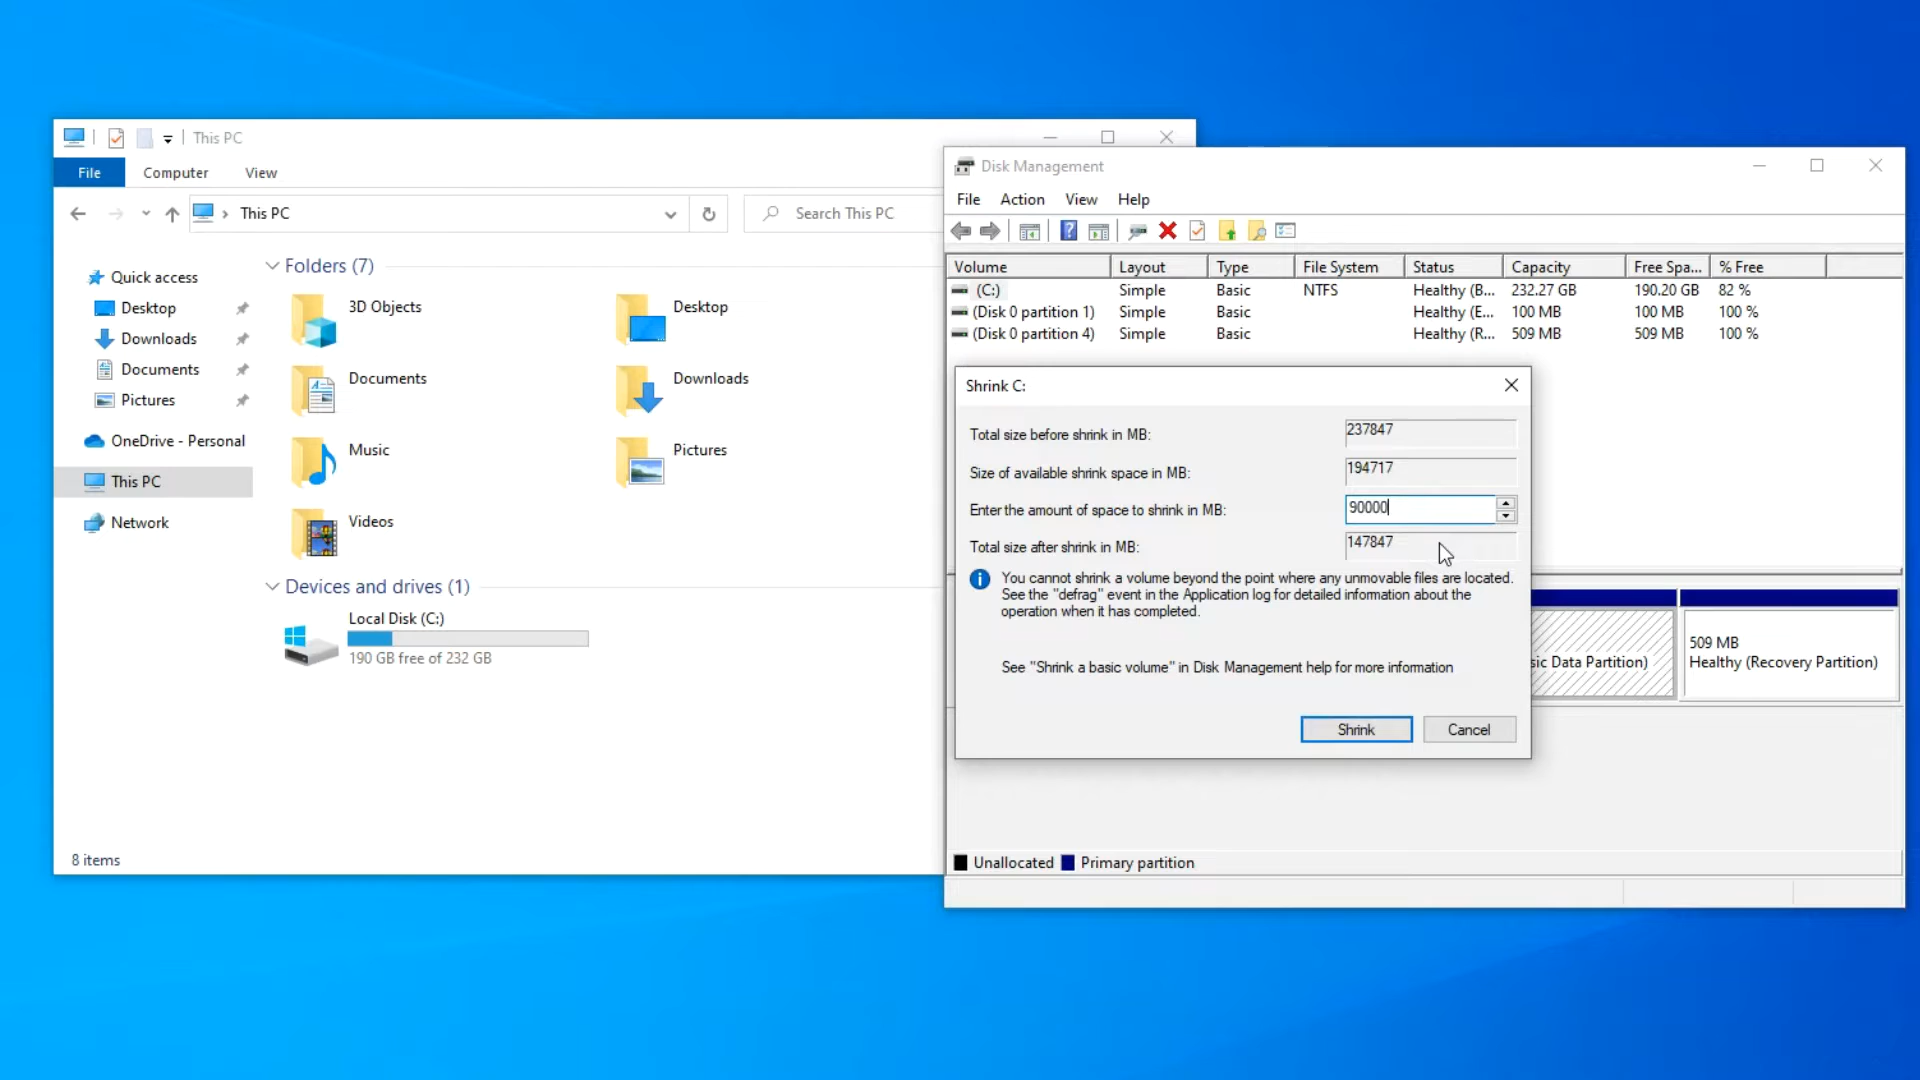 This PC
File
Computer
View
This PC
Search This PC
Quick access
Desktop
Downloads
Documents
Pictures
OneDrive - Personal
This PC
Network
Folders (7)
3D Objects
Desktop
Documents
Downloads
Music
Pictures
Videos
Devices and drives (1)
Local Disk (C:)
190 GB free of 232 GB
8 items
Disk Management
File Action View Help
Volume Layout Type File System Status Capacity Free Spa... % Free
(C:) Simple Basic NTFS Healthy (B... 232.27 GB 190.20 GB 82 %
(Disk 0 partition 1) Simple Basic Healthy (E... 100 MB 100 MB 100 %
(Disk 0 partition 4) Simple Basic Healthy (R... 509 MB 509 MB 100 %
Shrink C:
Total size before shrink in MB: 237847
Size of available shrink space in MB: 194717
Enter the amount of space to shrink in MB: 90000
Total size after shrink in MB: 147847
You cannot shrink a volume beyond the point where any unmovable files are located.
See the "defrag" event in the Application log for detailed information about the
operation when it has completed.
See "Shrink a basic volume" in Disk Management help for more information
Shrink
Cancel
sic Data Partition)
509 MB
Healthy (Recovery Partition)
Unallocated
Primary partition